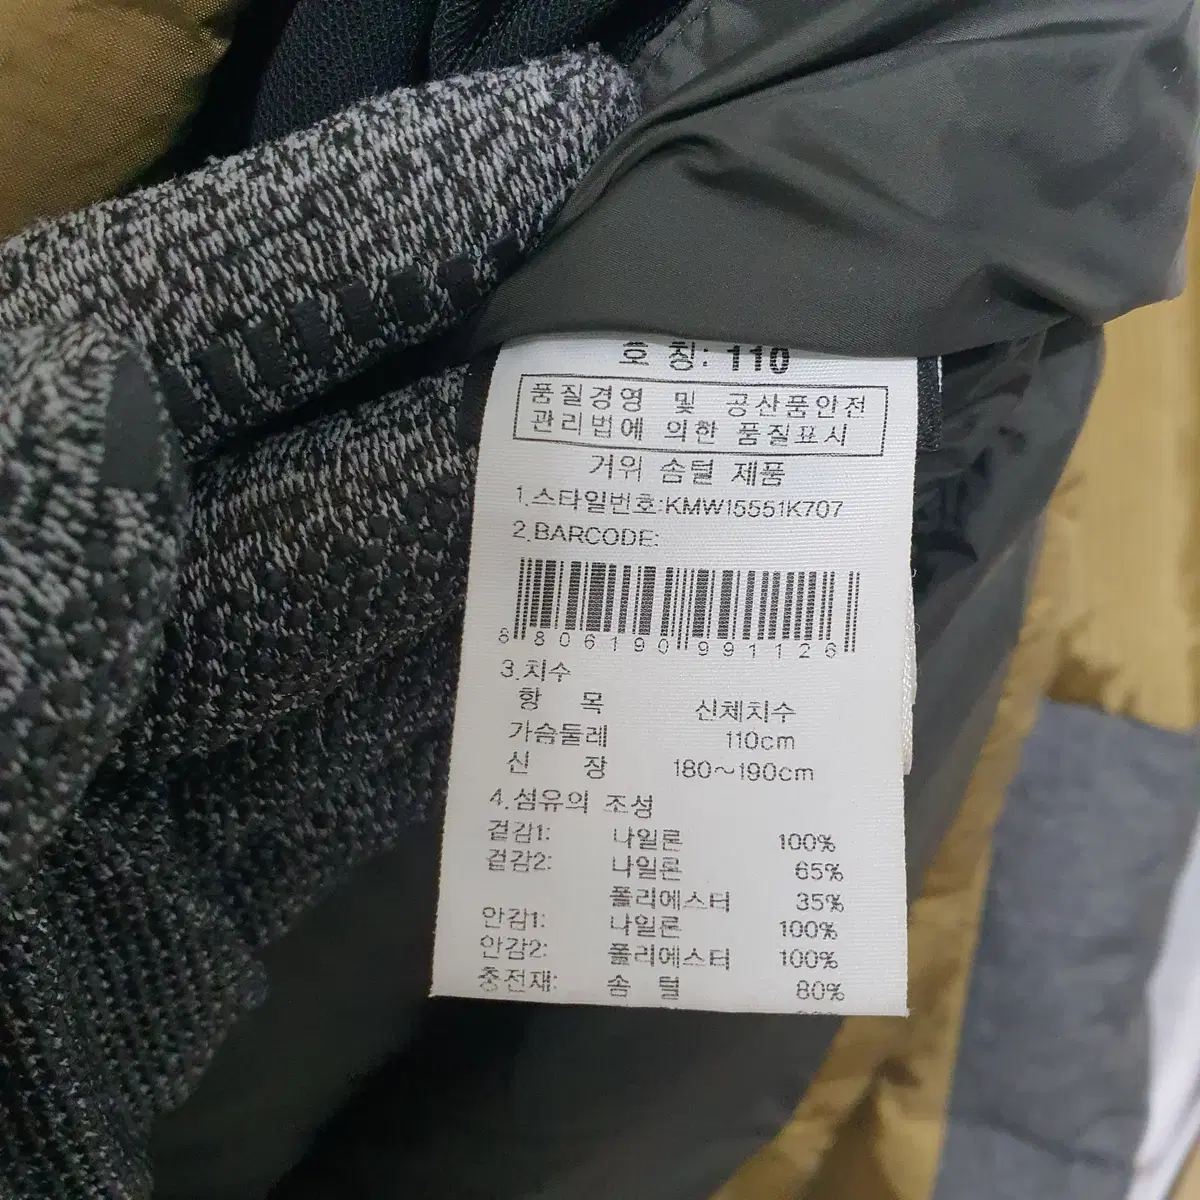 호 칭: 110
품질경영 및 공산품안전
관리법에 의한 품질표시
거위 솜털 제품
1.스타일번호:KMWI5551K707
2.BARCODE:
8 806190 991126
3.치수
항 목 신체치수
가슴둘레 110cm
신 장 180~190cm
4.섬유의 조성
겉감1: 나일론 100%
겉감2: 나일론 65%
폴리에스터 35%
안감1: 나일론 100%
안감2: 폴리에스터 100%
충전재: 솜 털 80%